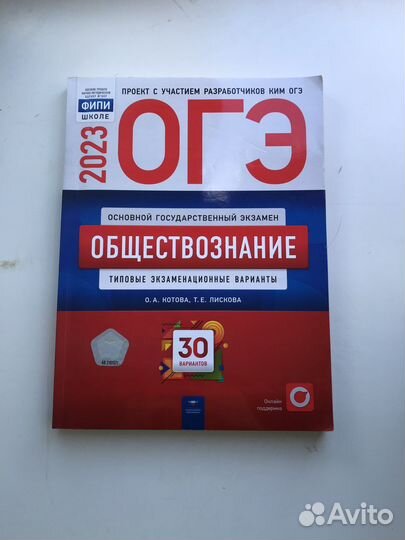 ПРОЕКТ С УЧАСТИЕМ РАЗРАБОТЧИКОВ КИМ ОГЭ
ФИПИ
ШКОЛЕ
2023
ОГЭ
ОСНОВНОЙ ГОСУДАРСТВЕННЫЙ ЭКЗАМЕН
ОБЩЕСТВОЗНАНИЕ
ТИПОВЫЕ ЭКЗАМЕНАЦИОННЫЕ ВАРИАНТЫ
О. А. КОТОВА, Т. Е. ЛИСКОВА
30
ВАРИАНТОВ
Онлайн
поддержка
Avito